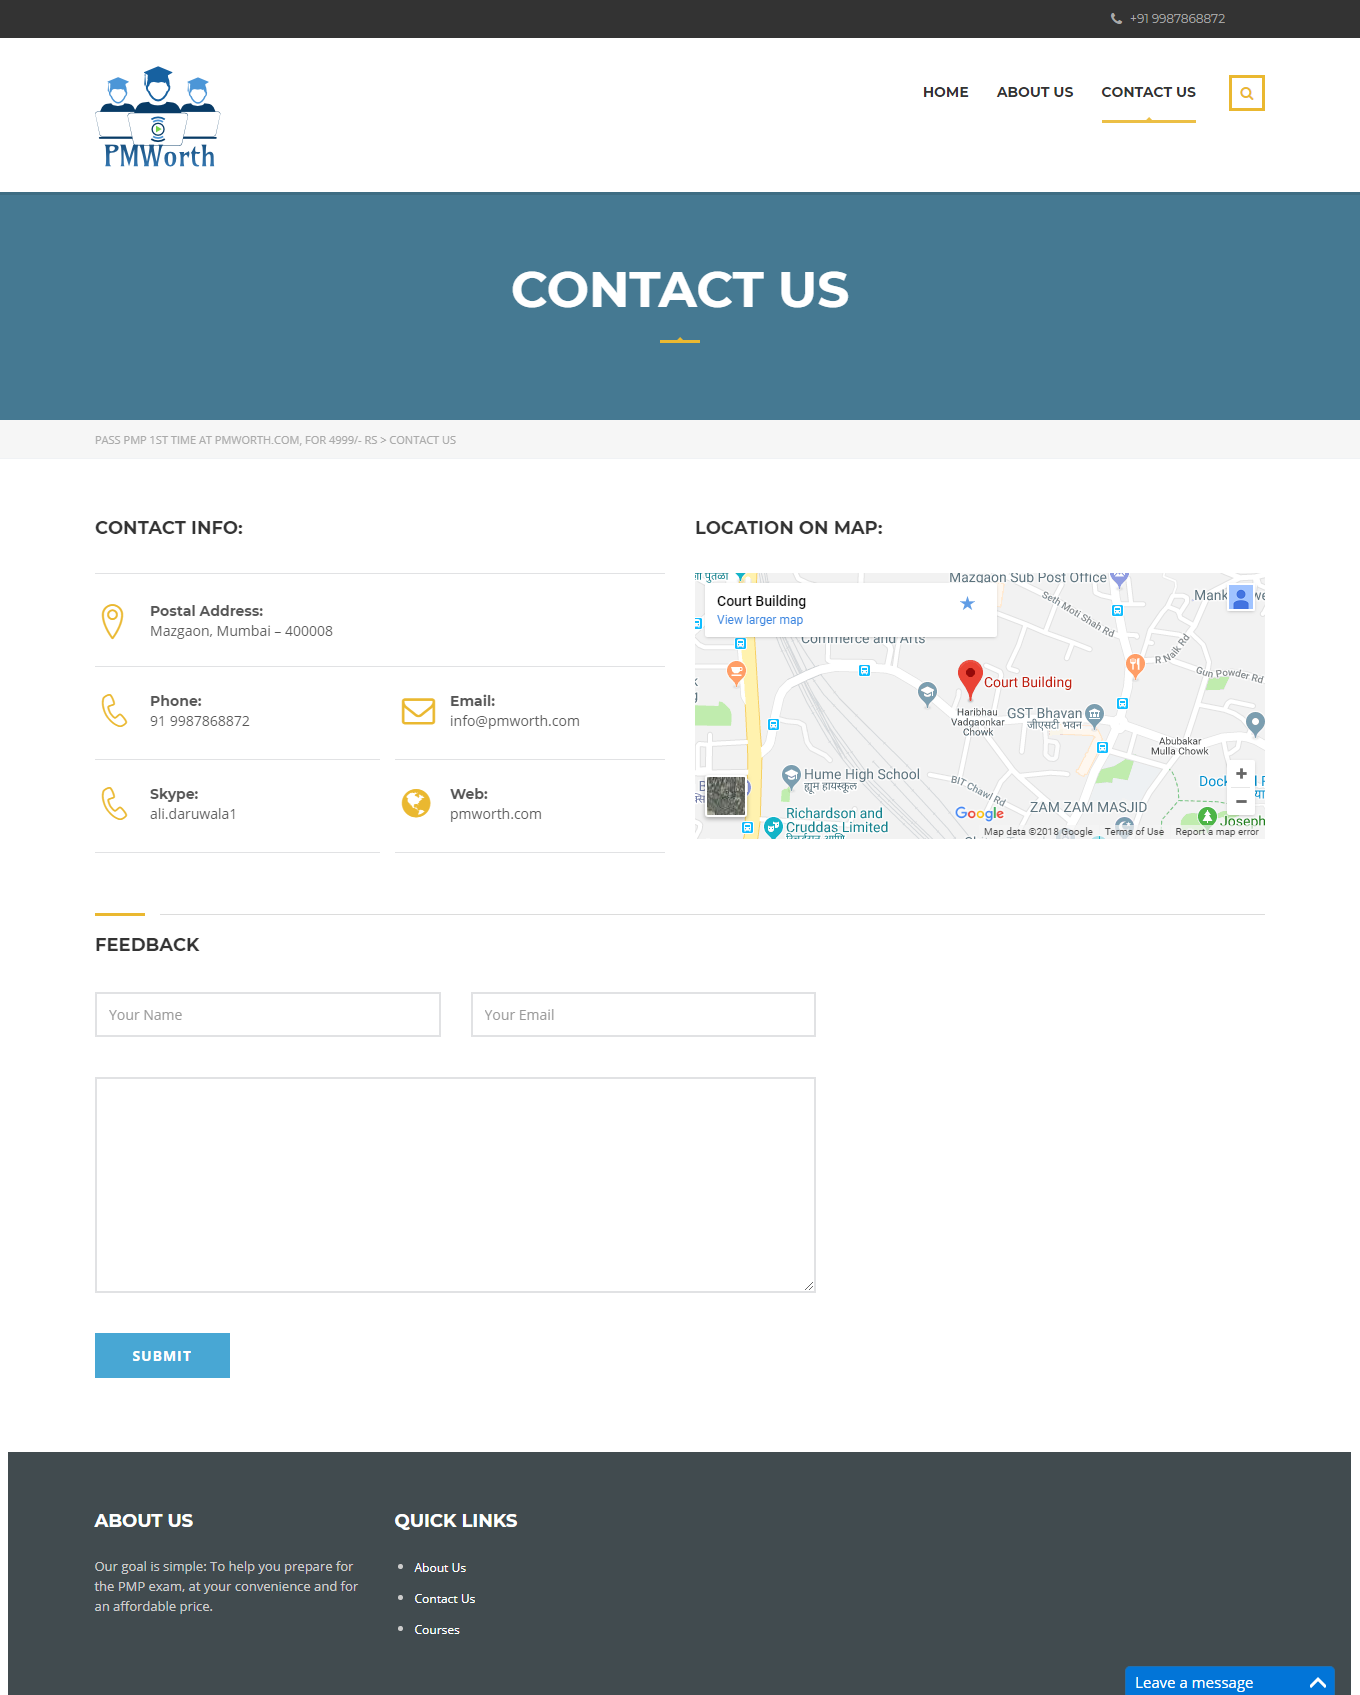 +91 9987868872
PMWorth
HOME
ABOUT US
CONTACT US
CONTACT US
PASS PMP 1ST TIME AT PMWORTH.COM, FOR 4999/- RS > CONTACT US
CONTACT INFO:
Postal Address:
Mazgaon, Mumbai – 400008
Phone:
91 9987868872
Email:
info@pmworth.com
Skype:
ali.daruwala1
Web:
pmworth.com
LOCATION ON MAP:
Mazgaon Sub Post Office
Court Building
View larger map
Commerce and Arts
Seth Moti Shah Rd
R Naik Rd
Gun Powder Rd
Court Building
Haribhau
Vadgaonkar
Chowk
GST Bhavan
जीएसटी भवन
Abubakar
Mulla Chowk
Hume High School
ह्यूम हायस्कूल
BIT Chawl Rd
ZAM ZAM MASJID
Richardson and
Cruddas Limited
Joseph
Google
Map data ©2018 Google
Terms of Use
Report a map error
FEEDBACK
Your Name
Your Email
SUBMIT
ABOUT US
Our goal is simple: To help you prepare for
the PMP exam, at your convenience and for
an affordable price.
QUICK LINKS
About Us
Contact Us
Courses
Leave a message